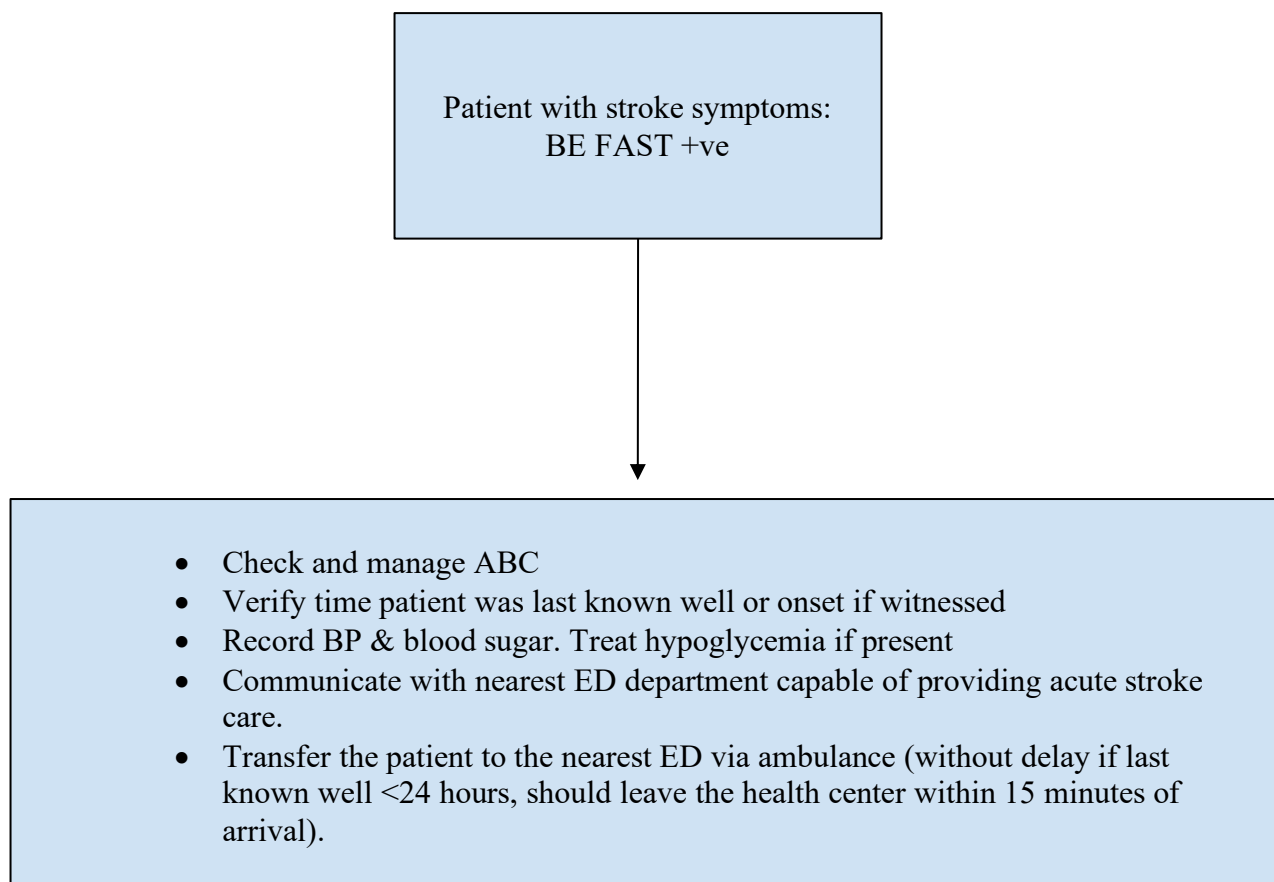 Patient with stroke symptoms:
BE FAST +ve
• Check and manage ABC
• Verify time patient was last known well or onset if witnessed
• Record BP & blood sugar. Treat hypoglycemia if present
• Communicate with nearest ED department capable of providing acute stroke
care.
• Transfer the patient to the nearest ED via ambulance (without delay if last
known well <24 hours, should leave the health center within 15 minutes of
arrival).